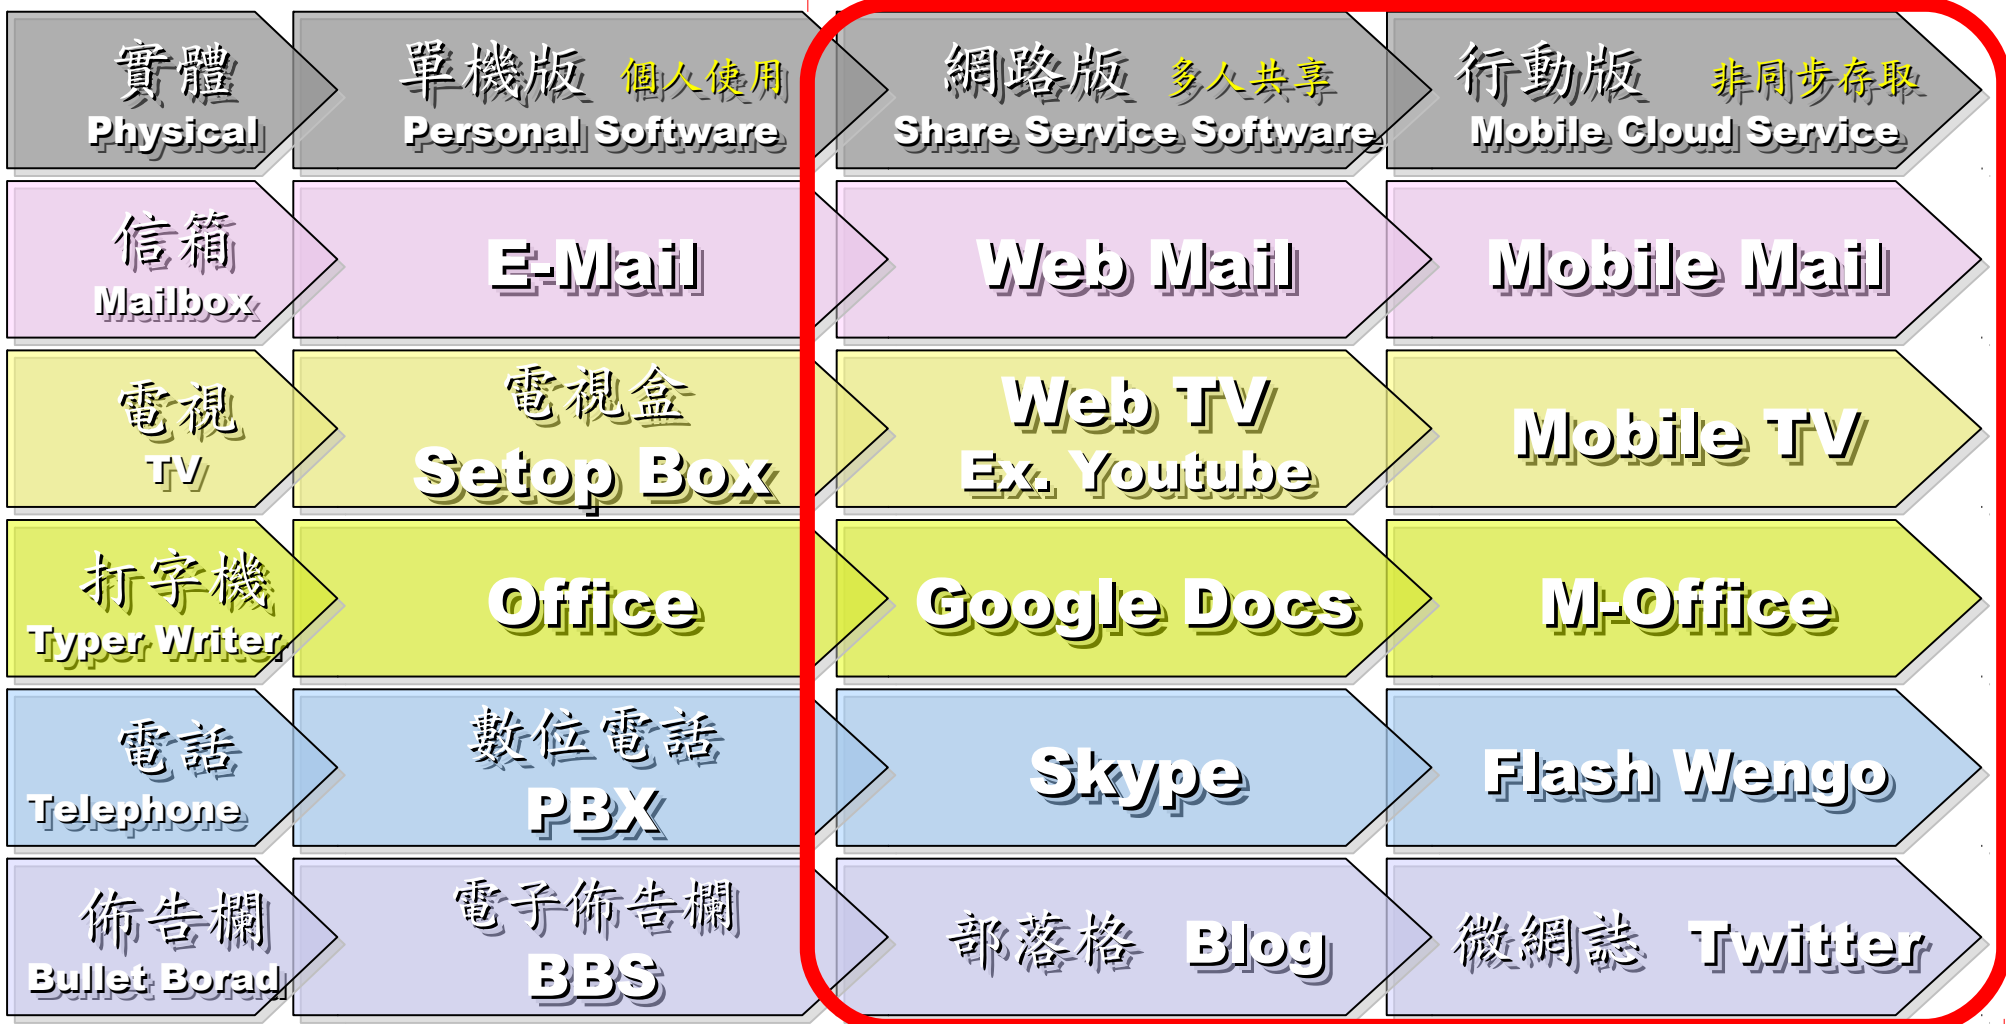 實體
Physical
單機版 個人使用
Personal Software
網路版 多人共享
Share Service Software
行動版 非同步存取
Mobile Cloud Service
信箱
Mailbox
E-Mail
Web Mail
Mobile Mail
電視
TV
電視盒
Setop Box
Web TV
Ex. Youtube
Mobile TV
打字機
Typer Writer
Office
Google Docs
M-Office
電話
Telephone
數位電話
PBX
Skype
Flash Wengo
佈告欄
Bullet Borad
電子佈告欄
BBS
部落格 Blog
微網誌 Twitter